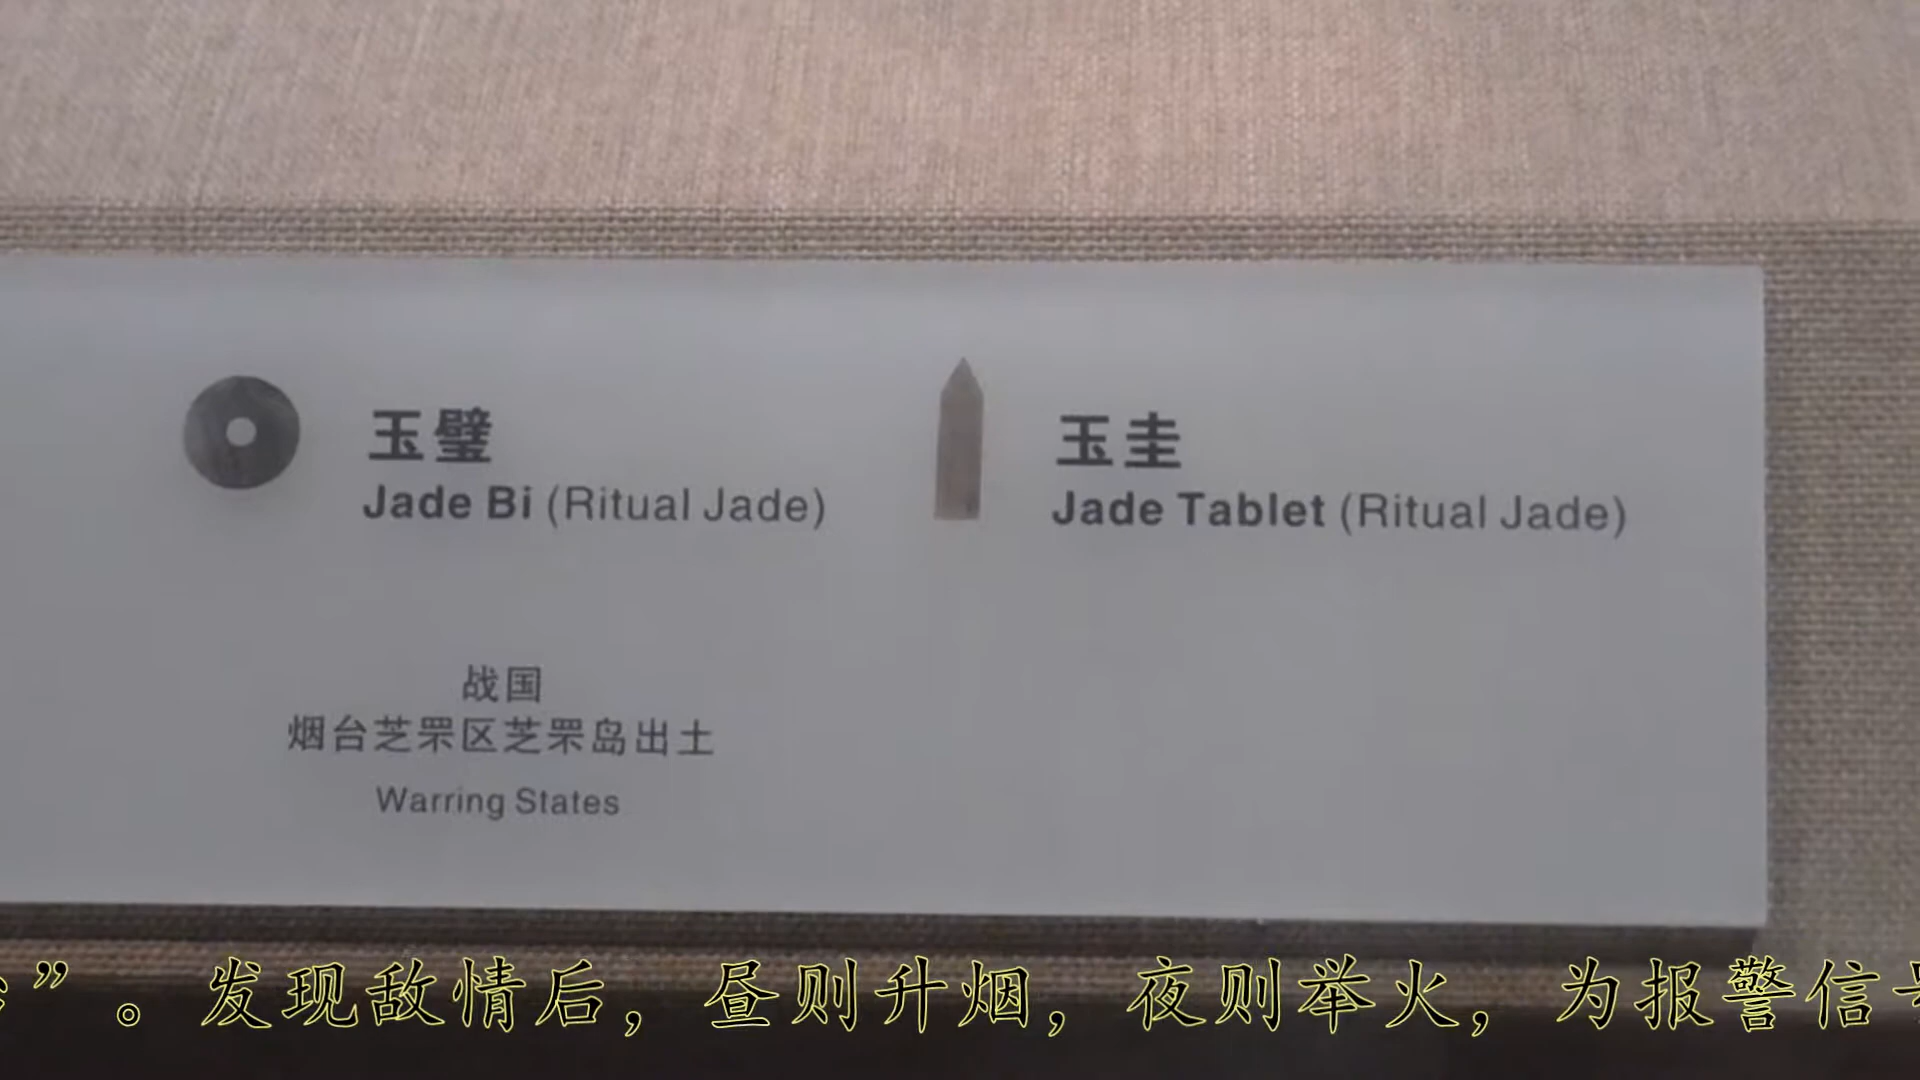 玉璧
Jade Bi (Ritual Jade)
玉圭
Jade Tablet (Ritual Jade)
战国
烟台芝罘区芝罘岛出土
Warring States
”。发现敌情后，昼则升烟，夜则举火，为报警信